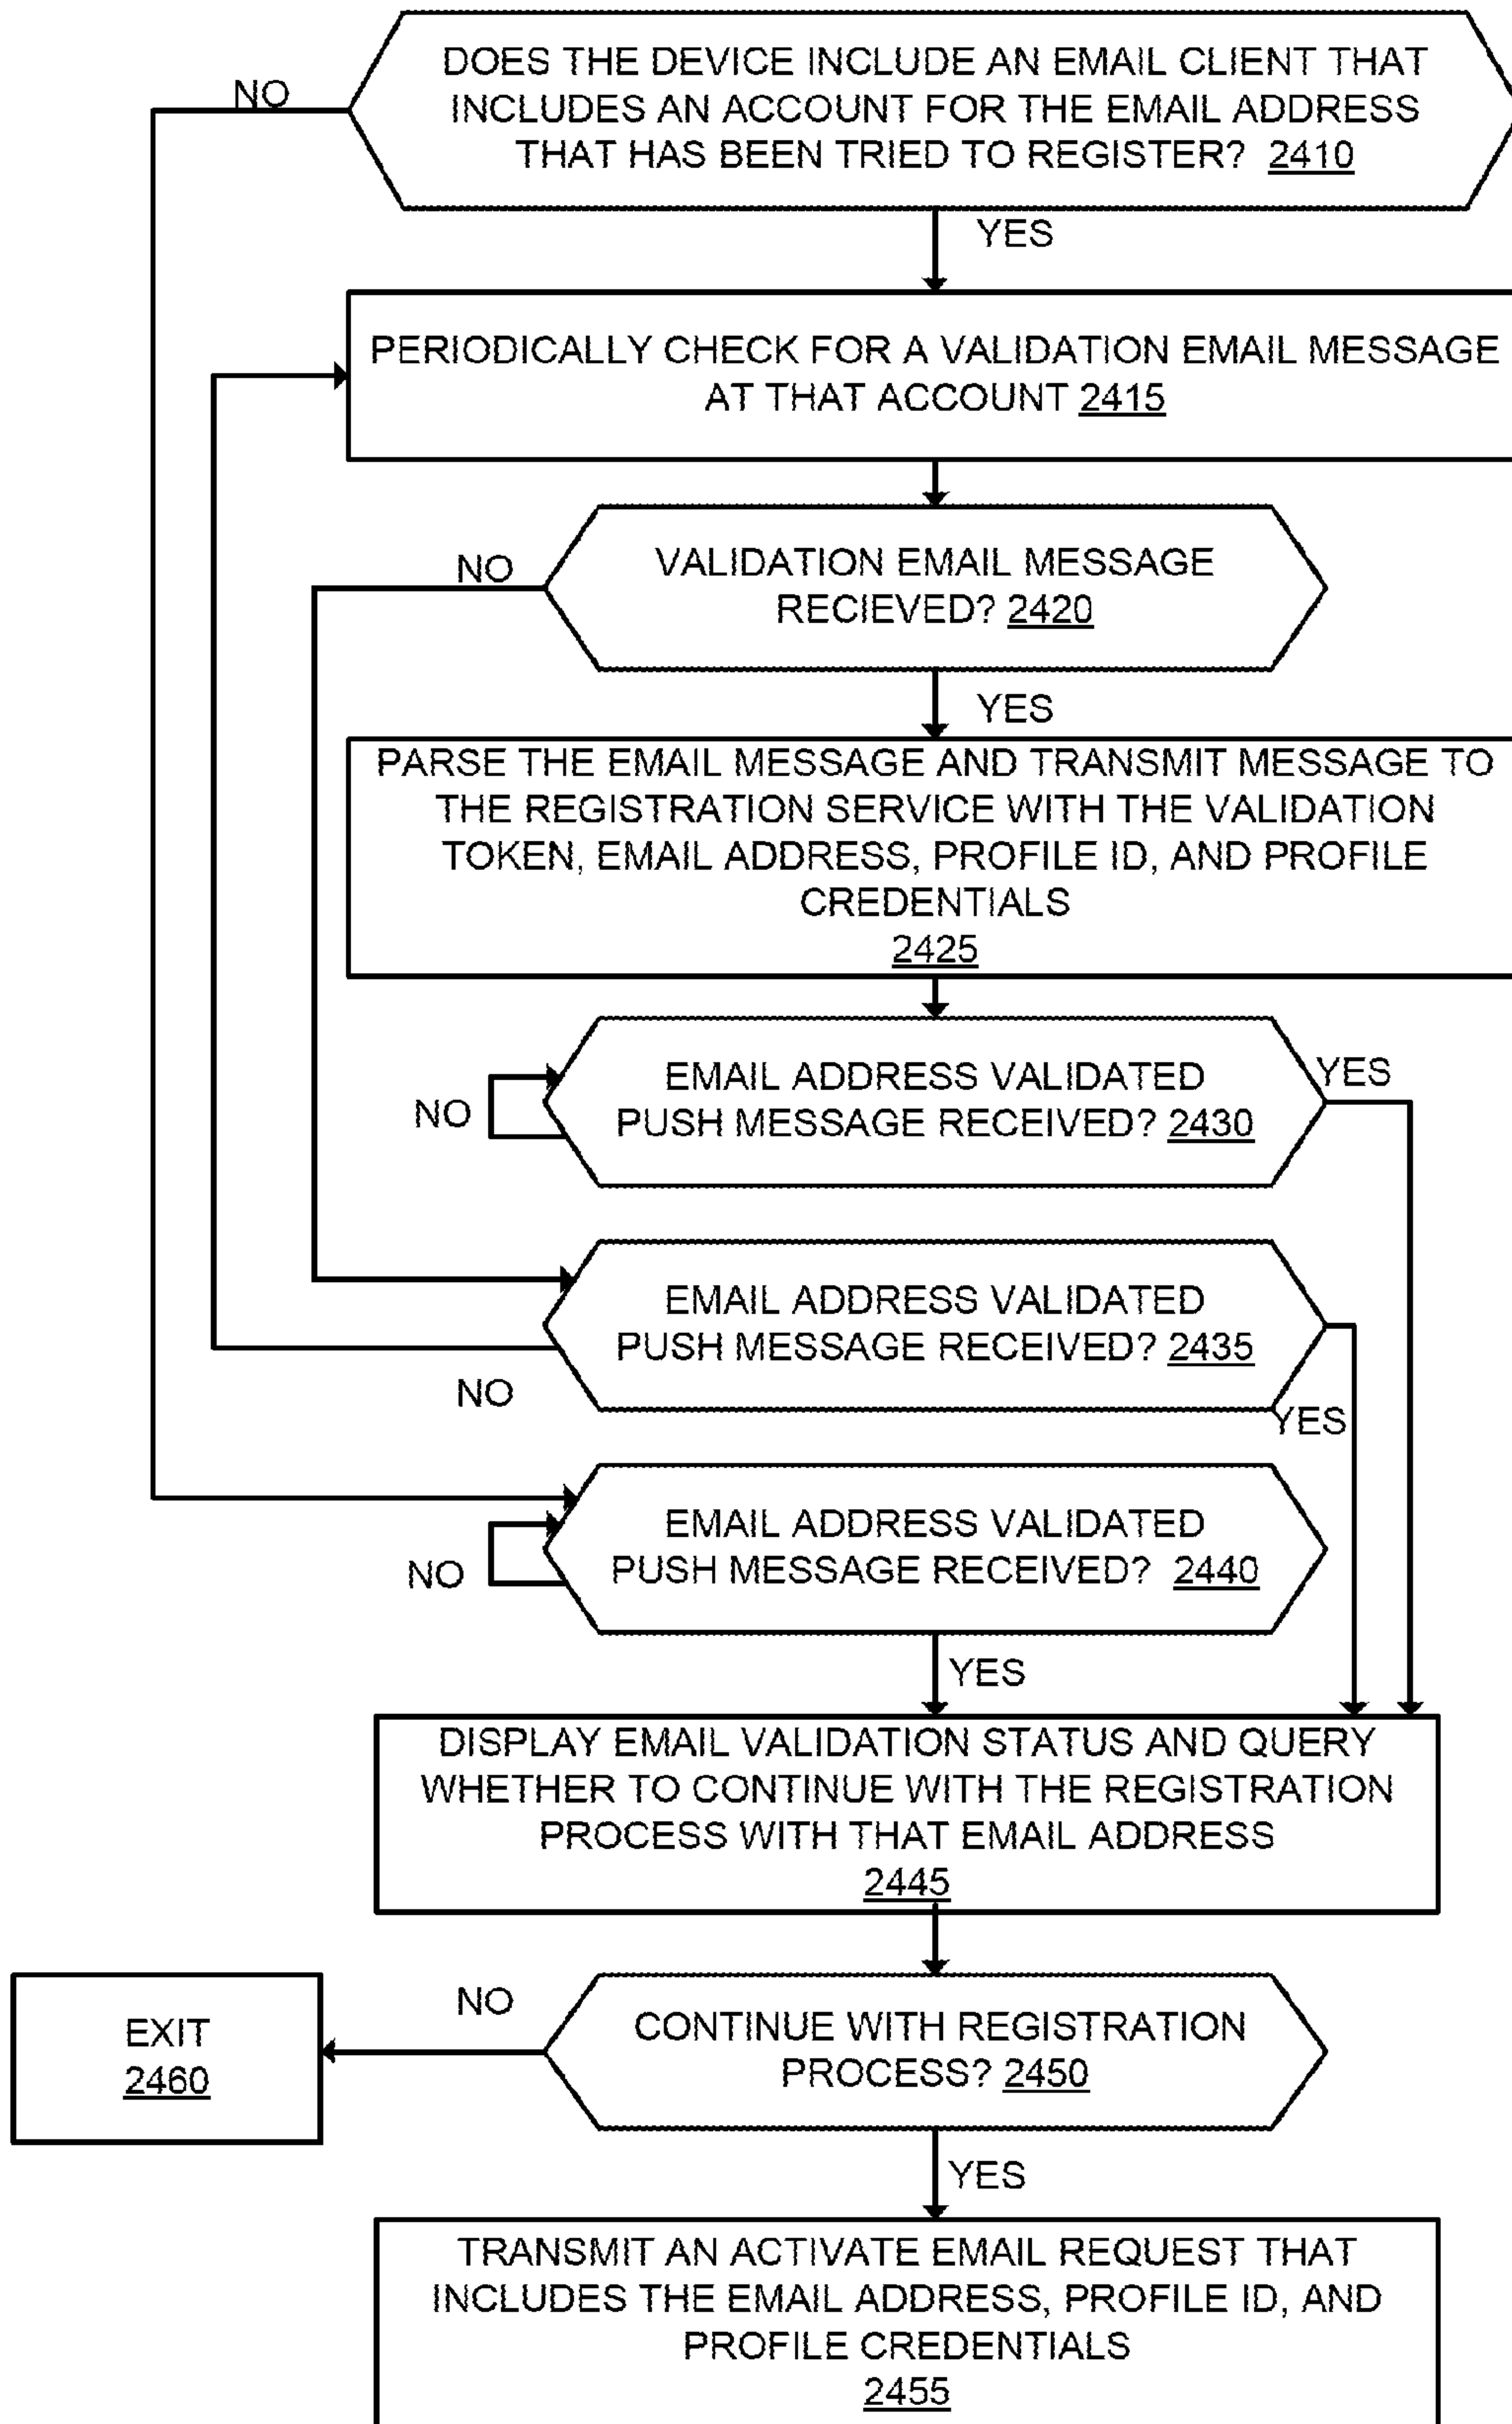 DOES THE DEVICE INCLUDE AN EMAIL CLIENT THAT
INCLUDES AN ACCOUNT FOR THE EMAIL ADDRESS
THAT HAS BEEN TRIED TO REGISTER? 2410
NO
YES
PERIODICALLY CHECK FOR A VALIDATION EMAIL MESSAGE
AT THAT ACCOUNT 2415
NO
VALIDATION EMAIL MESSAGE
RECIEVED? 2420
YES
PARSE THE EMAIL MESSAGE AND TRANSMIT MESSAGE TO
THE REGISTRATION SERVICE WITH THE VALIDATION
TOKEN, EMAIL ADDRESS, PROFILE ID, AND PROFILE
CREDENTIALS
2425
EMAIL ADDRESS VALIDATED
PUSH MESSAGE RECEIVED? 2430
YES
NO
EMAIL ADDRESS VALIDATED
PUSH MESSAGE RECEIVED? 2435
NO
YES
EMAIL ADDRESS VALIDATED
PUSH MESSAGE RECEIVED? 2440
NO
YES
DISPLAY EMAIL VALIDATION STATUS AND QUERY
WHETHER TO CONTINUE WITH THE REGISTRATION
PROCESS WITH THAT EMAIL ADDRESS
2445
NO
CONTINUE WITH REGISTRATION
PROCESS? 2450
EXIT
2460
YES
TRANSMIT AN ACTIVATE EMAIL REQUEST THAT
INCLUDES THE EMAIL ADDRESS, PROFILE ID, AND
PROFILE CREDENTIALS
2455